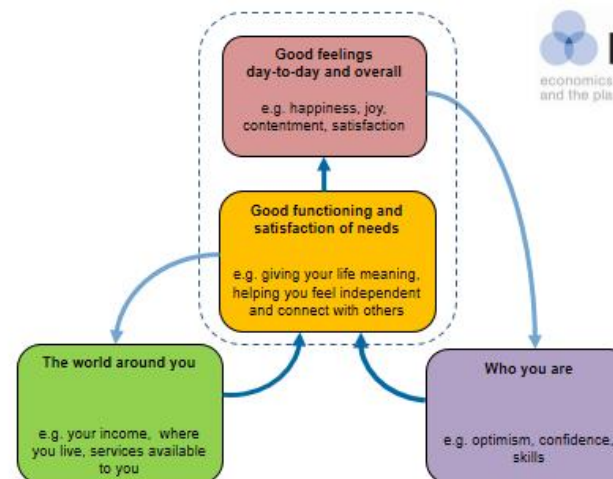 Good feelings
day-to-day and overall
e.g. happiness, joy,
contentment, satisfaction
economics
and the
Good functioning and
satisfaction of needs
e.g. giving your life meaning,
helping you feel independent
and connect with others
The world around you
e.g. your income, where
you live, services available
to you
Who you are
e.g. optimism, confidence,
skills